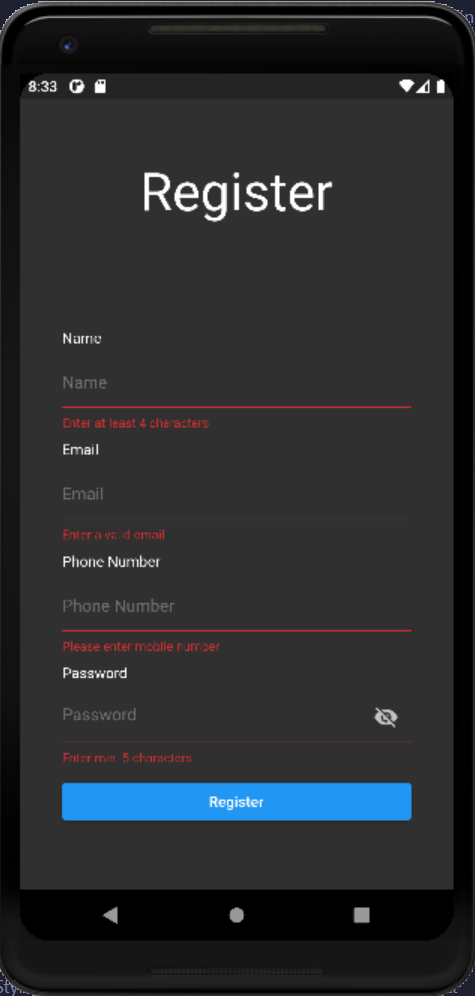 8:33
Register
Name
Name
Enter at least 4 characters
Email
Email
Enter a valid email
Phone Number
Phone Number
Please enter mobile number
Password
Password
Enter min. 5 characters
Register